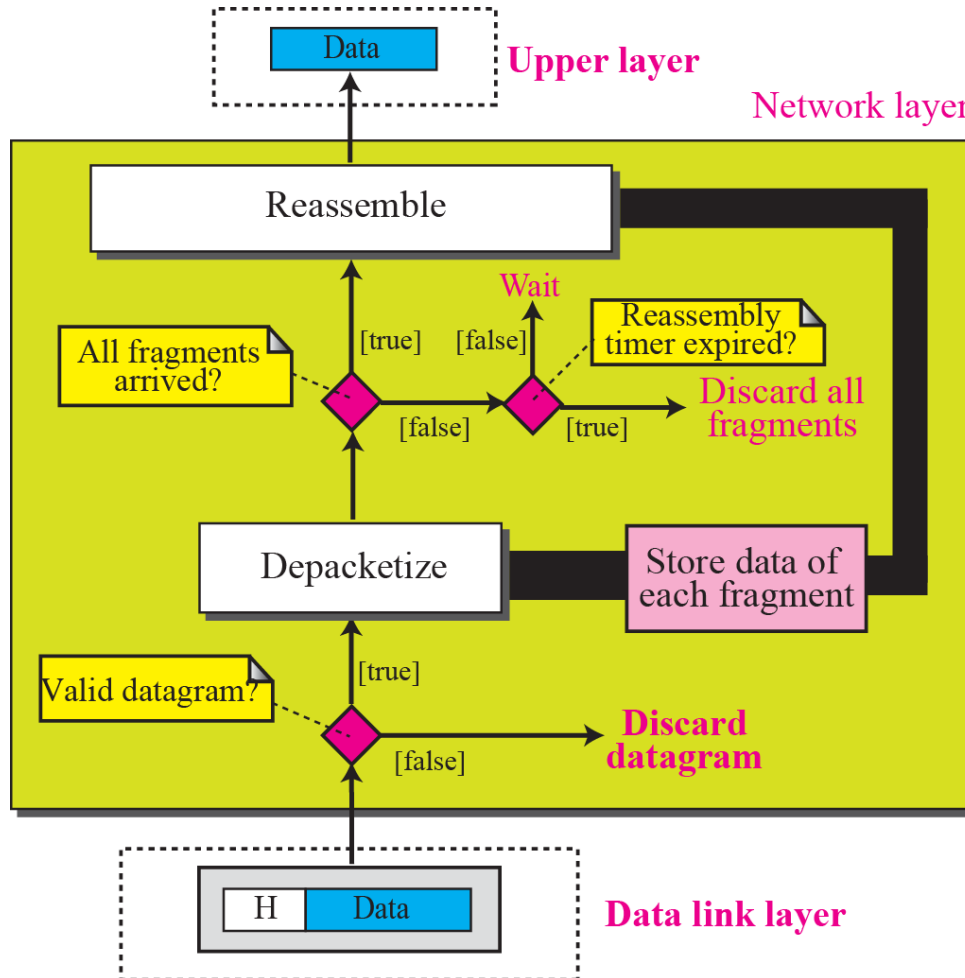 Data
Upper layer
Network layer
Reassemble
Wait
Reassembly
timer expired?
All fragments
arrived?
[true]
[false]
Discard all
fragments
[false]
[true]
Depacketize
Store data of
each fragment
Valid datagram?
[true]
Discard
datagram
[false]
H
Data
Data link layer